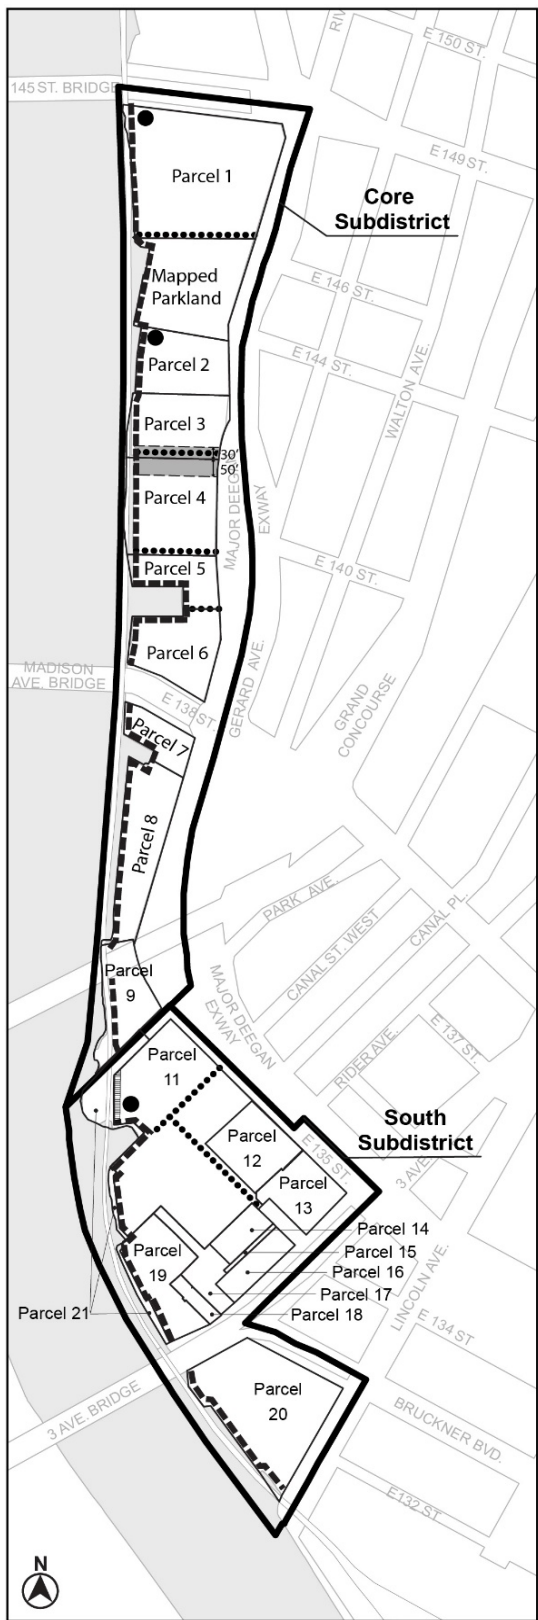 RIV
E 150 ST.
145 ST. BRIDGE
E 149 ST.
Parcel 1
Core
Subdistrict
Mapped
Parkland
E 146 ST.
Parcel 2
E 144 ST.
WALTON AVE.
Parcel 3
30'
50'
Parcel 4
MAJOR DEEGAN
EXWAY
Parcel 5
E 140 ST.
Parcel 6
MADISON
AVE. BRIDGE
E 138 ST.
GERARD AVE.
GRAND
CONCOURSE
Parcel 7
Parcel 8
PARK AVE.
CANAL ST. WEST
CANAL PL.
Parcel
9
MAJOR DEEGAN
EXWAY
RIDER AVE.
E 137 ST.
Parcel
11
South
Subdistrict
Parcel
12
E 135 ST.
3 AVE.
Parcel
13
Parcel 14
Parcel 15
Parcel 16
Parcel 17
Parcel 18
Parcel
19
Parcel 21
LINCOLN AVE.
E 134 ST
3 AVE. BRIDGE
Parcel
20
BRUCKNER BVD.
E132 ST.
N